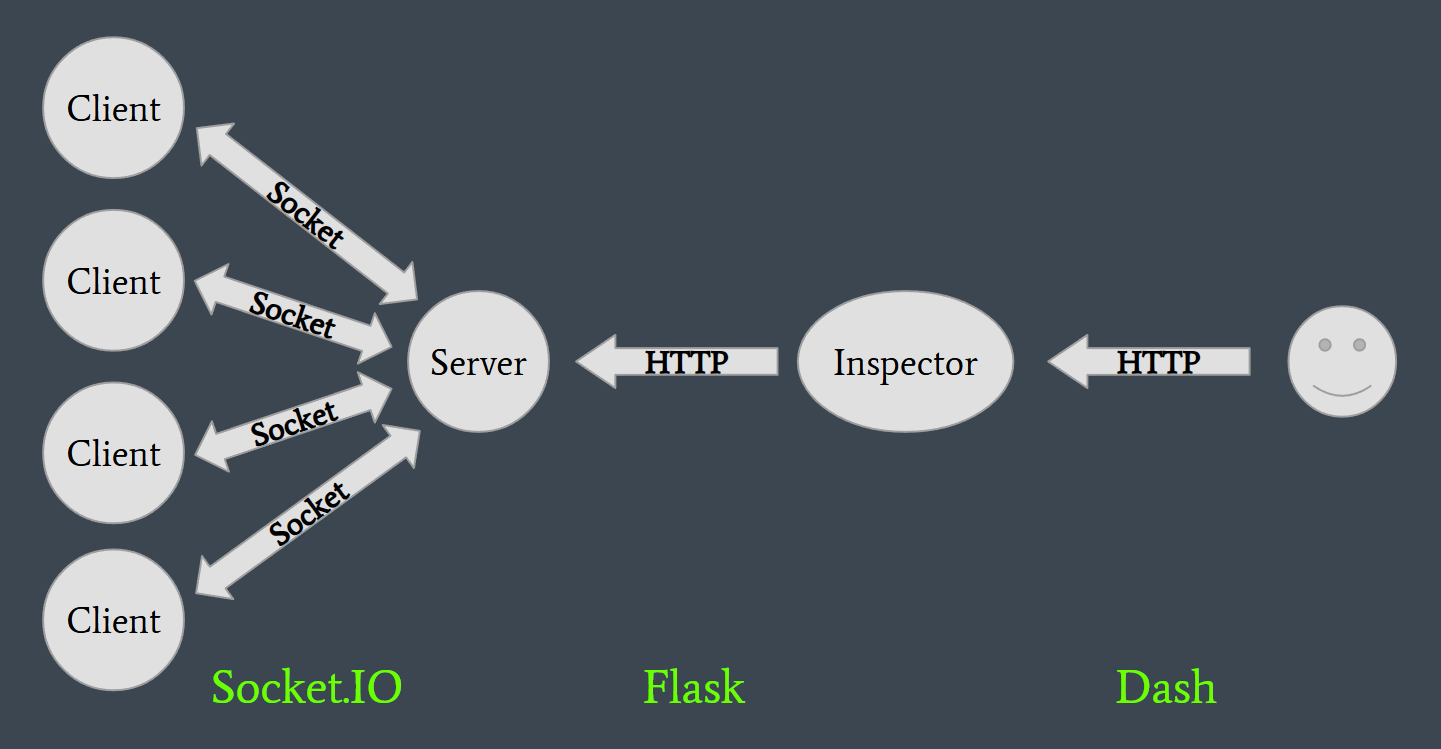 Client
Socket
Client
Socket
Server
HTTP
Inspector
HTTP
Client
Socket
Client
Socket
Socket.IO
Flask
Dash